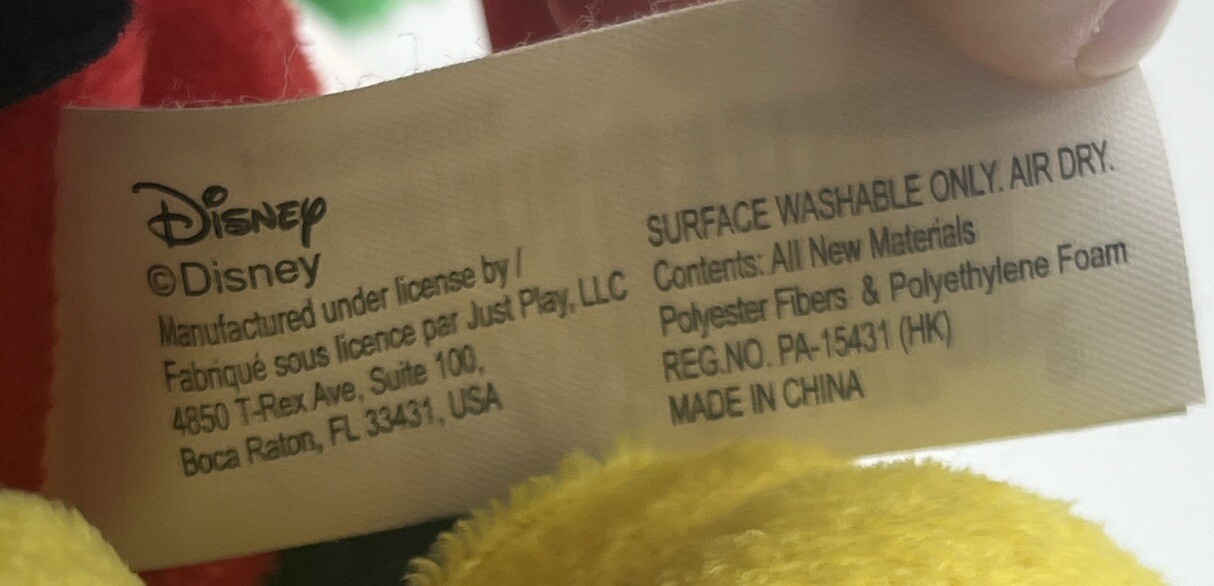 Disney
©Disney
Manufactured under license by /
Fabriqué sous licence par Just Play, LLC
4850 T-Rex Ave, Suite 100,
Boca Raton, FL 33431, USA
SURFACE WASHABLE ONLY. AIR DRY.
Contents: All New Materials
Polyester Fibers & Polyethylene Foam
REG.NO. PA-15431 (HK)
MADE IN CHINA